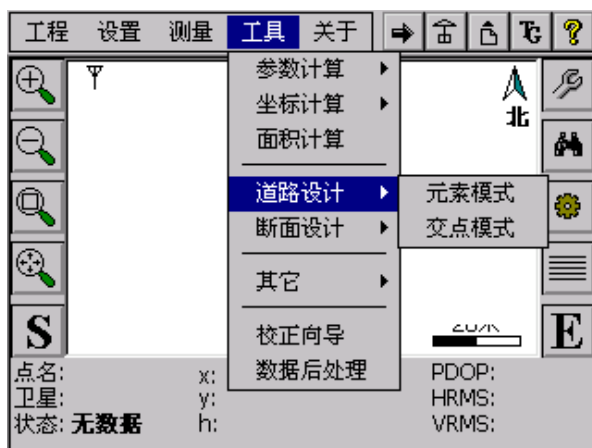 工程 设置 测量 工具 关于 TG ?
参数计算
坐标计算
面积计算
道路设计
断面设计
其它
校正向导
数据后处理
元素模式
交点模式
北
S
E
点名: x: PDOP:
卫星: y: HRMS:
状态: 无数据 h: VRMS: